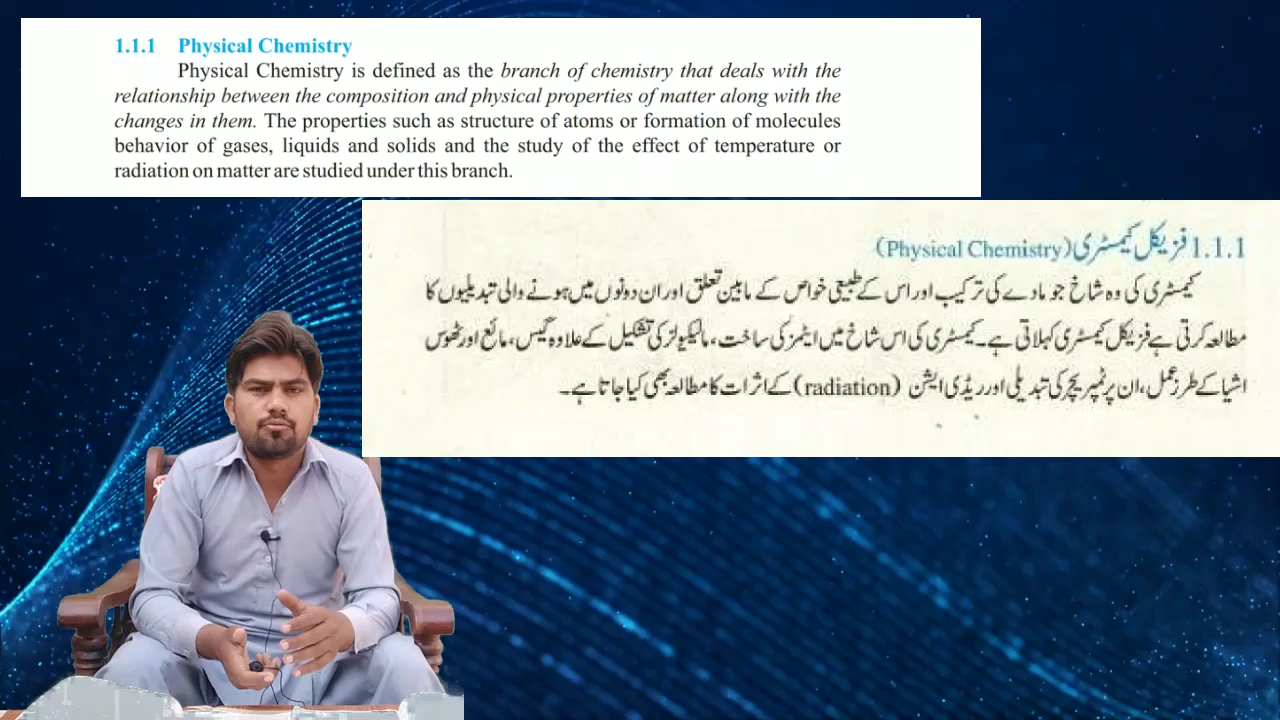 1.1.1 Physical Chemistry
Physical Chemistry is defined as the branch of chemistry that deals with the
relationship between the composition and physical properties of matter along with the
changes in them. The properties such as structure of atoms or formation of molecules
behavior of gases, liquids and solids and the study of the effect of temperature or
radiation on matter are studied under this branch.
1.1.1 فزیکل کیمسٹری (Physical Chemistry)
کیمسٹری کی وہ شاخ جو مادے کی ترکیب اور اس کے طبیعی خواص کے مابین تعلق اور ان دونوں میں ہونے والی تبدیلیوں کا
مطالعہ کرتی ہے فزیکل کیمسٹری کہلاتی ہے۔ کیمسٹری کی اس شاخ میں ایٹمز کی ساخت، مالیکیولز کی تشکیل کے علاوہ گیس، مائع اور ٹھوس
اشیا کے طرز عمل، ان پر ٹمپریچر کی تبدیلی اور ریڈی ایشن (radiation) کے اثرات کا مطالعہ بھی کیا جاتا ہے۔